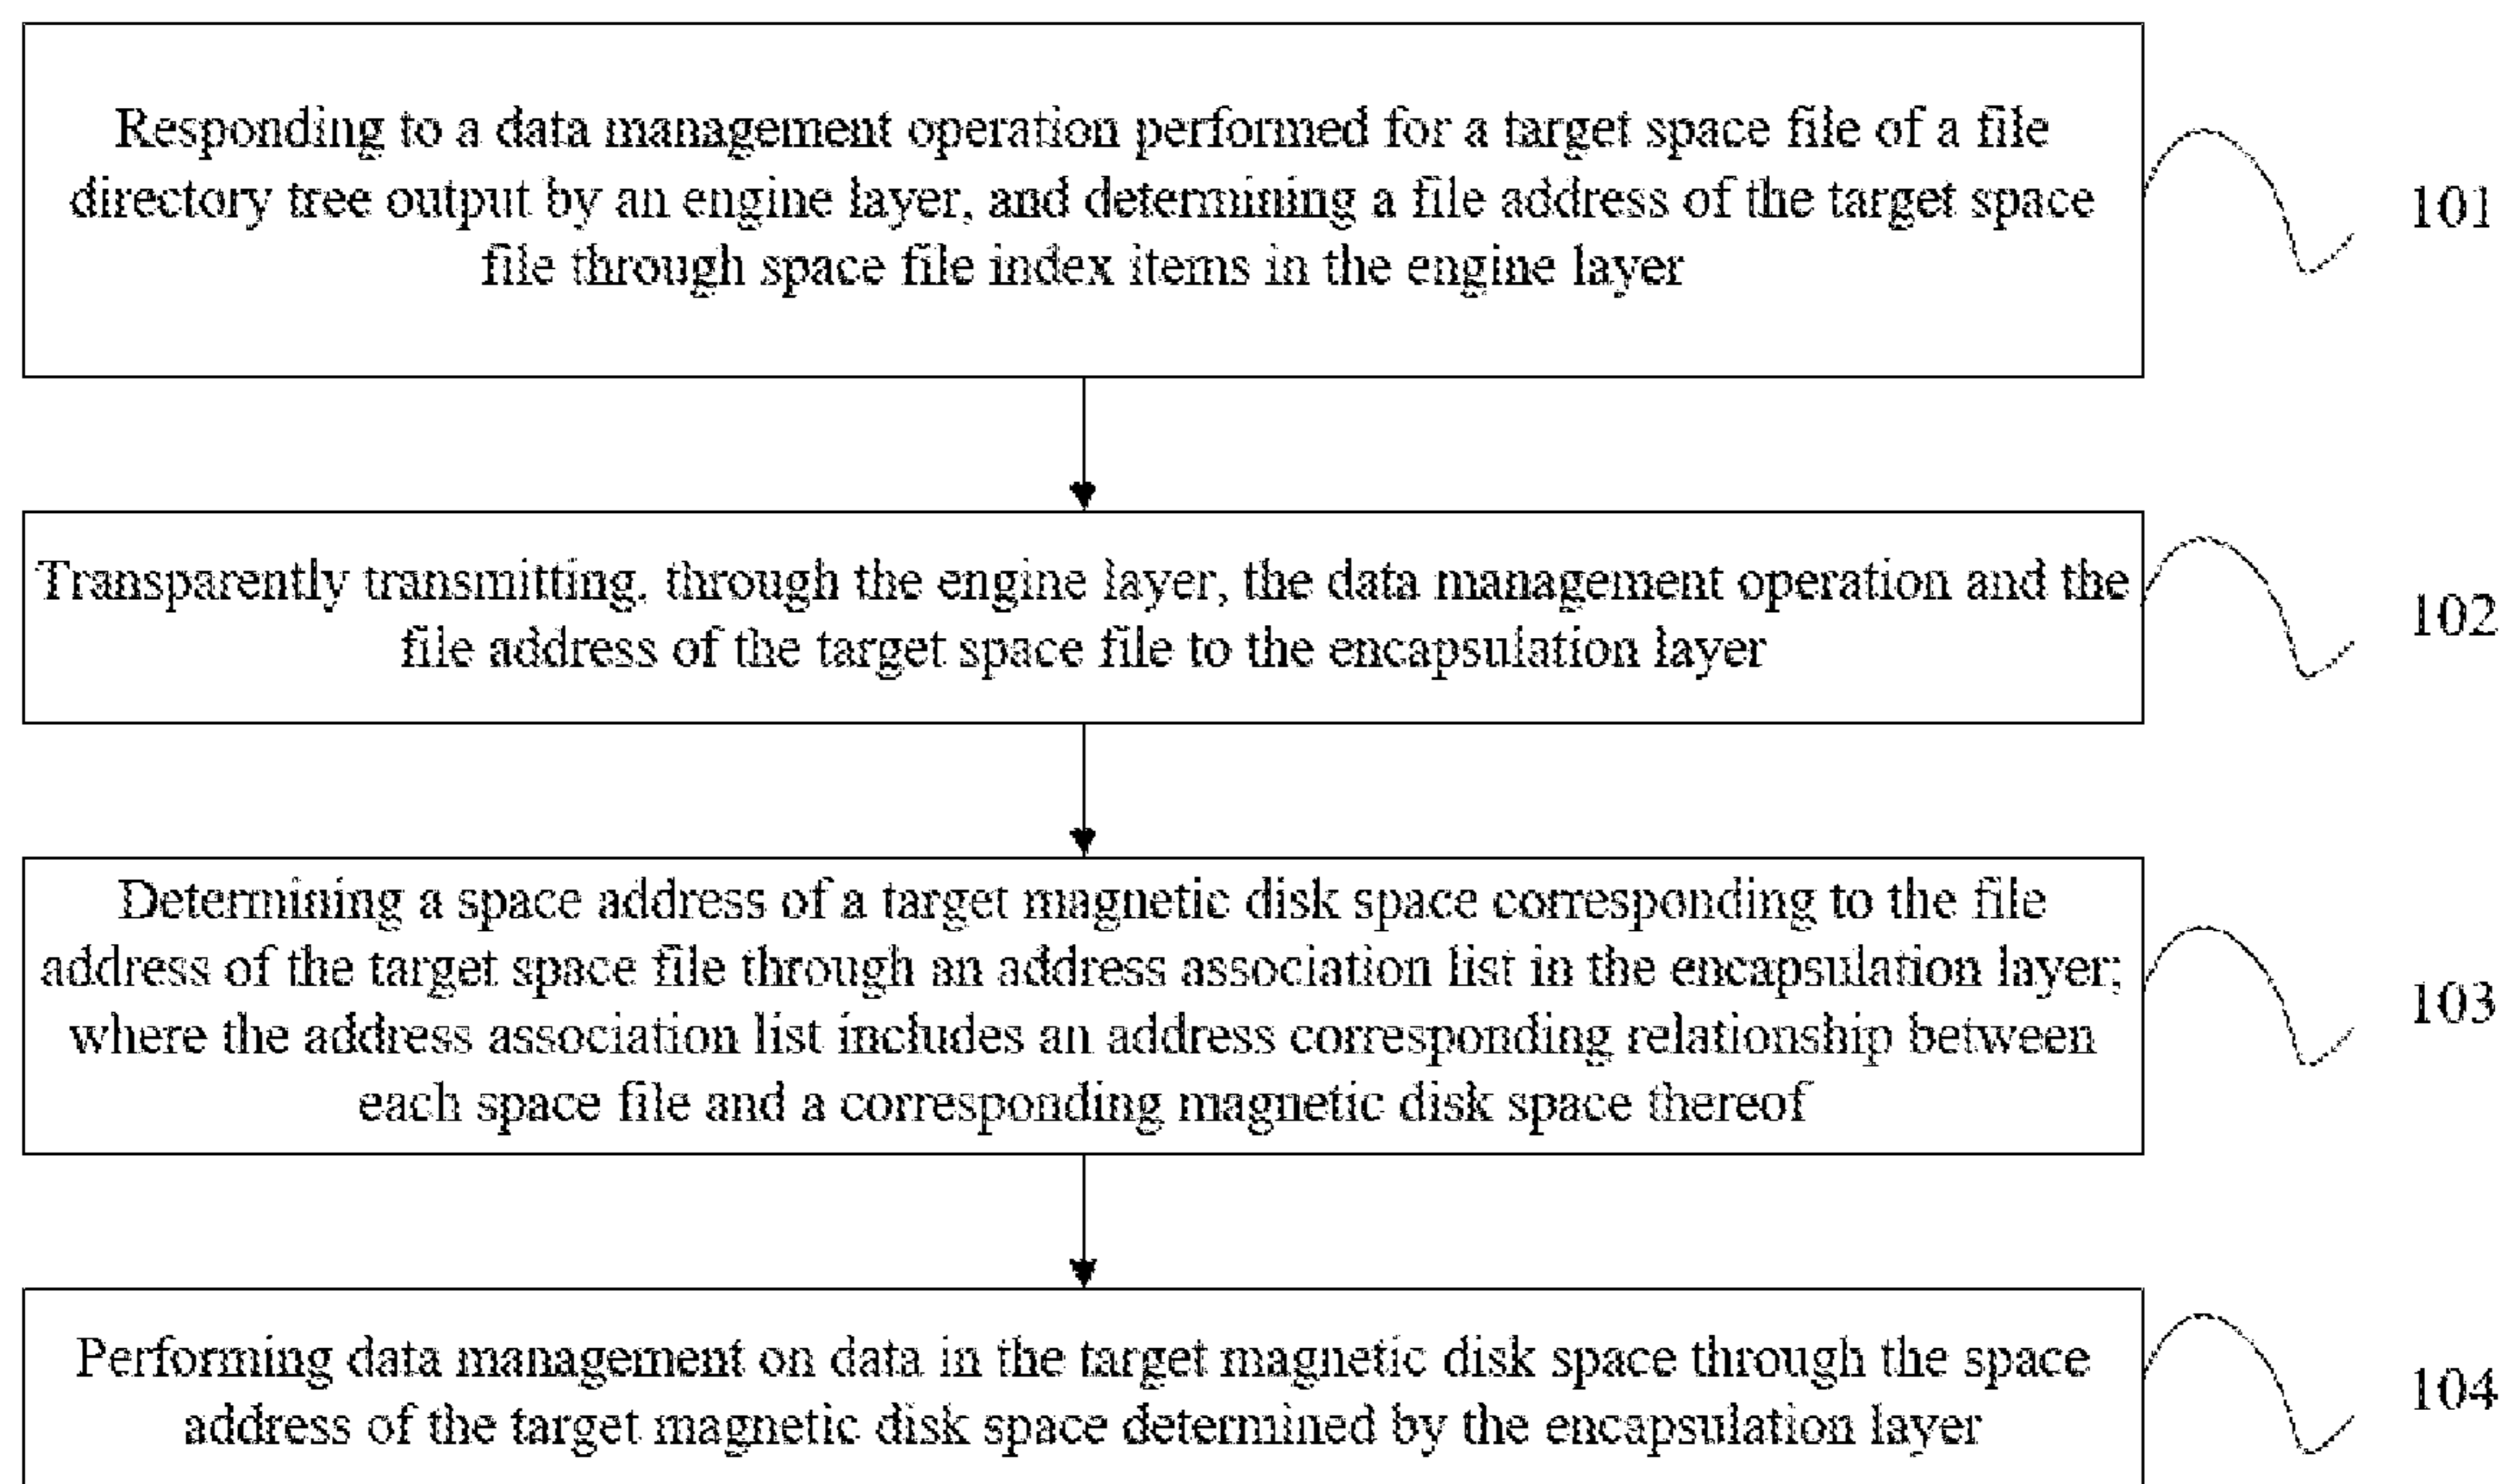 Responding to a data management operation performed for a target space file of a file
directory tree output by an engine layer, and determining a file address of the target space
file through space file index items in the engine layer
101
Transparently transmitting, through the engine layer, the data management operation and the
file address of the target space file to the encapsulation layer
102
Determining a space address of a target magnetic disk space corresponding to the file
address of the target space file through an address association list in the encapsulation layer;
where the address association list includes an address corresponding relationship between
each space file and a corresponding magnetic disk space thereof
103
Performing data management on data in the target magnetic disk space through the space
address of the target magnetic disk space determined by the encapsulation layer
104